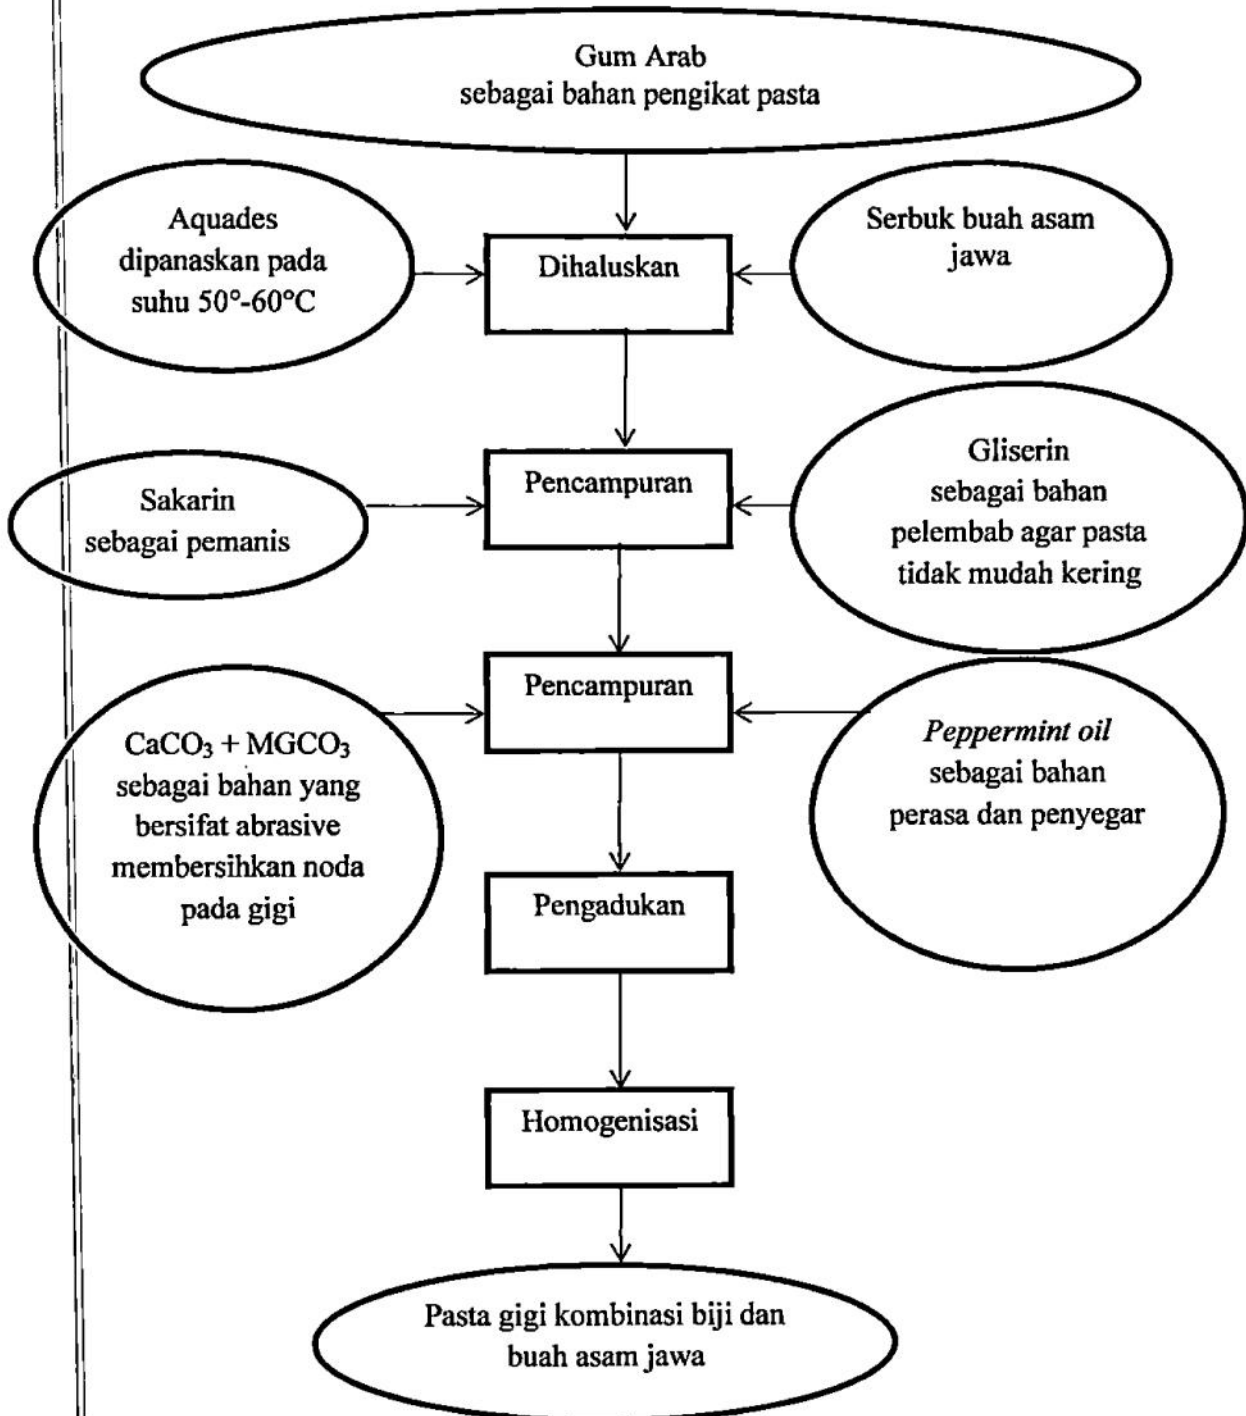 Gum Arab
sebagai bahan pengikat pasta
Aquades
dipanaskan pada
suhu 50°-60°C
Dihaluskan
Serbuk buah asam
jawa
Sakarin
sebagai pemanis
Pencampuran
Gliserin
sebagai bahan
pelembab agar pasta
tidak mudah kering
CaCO₃ + MGCO₃
sebagai bahan yang
bersifat abrasive
membersihkan noda
pada gigi
Pencampuran
Peppermint oil
sebagai bahan
perasa dan penyegar
Pengadukan
Homogenisasi
Pasta gigi kombinasi biji dan
buah asam jawa